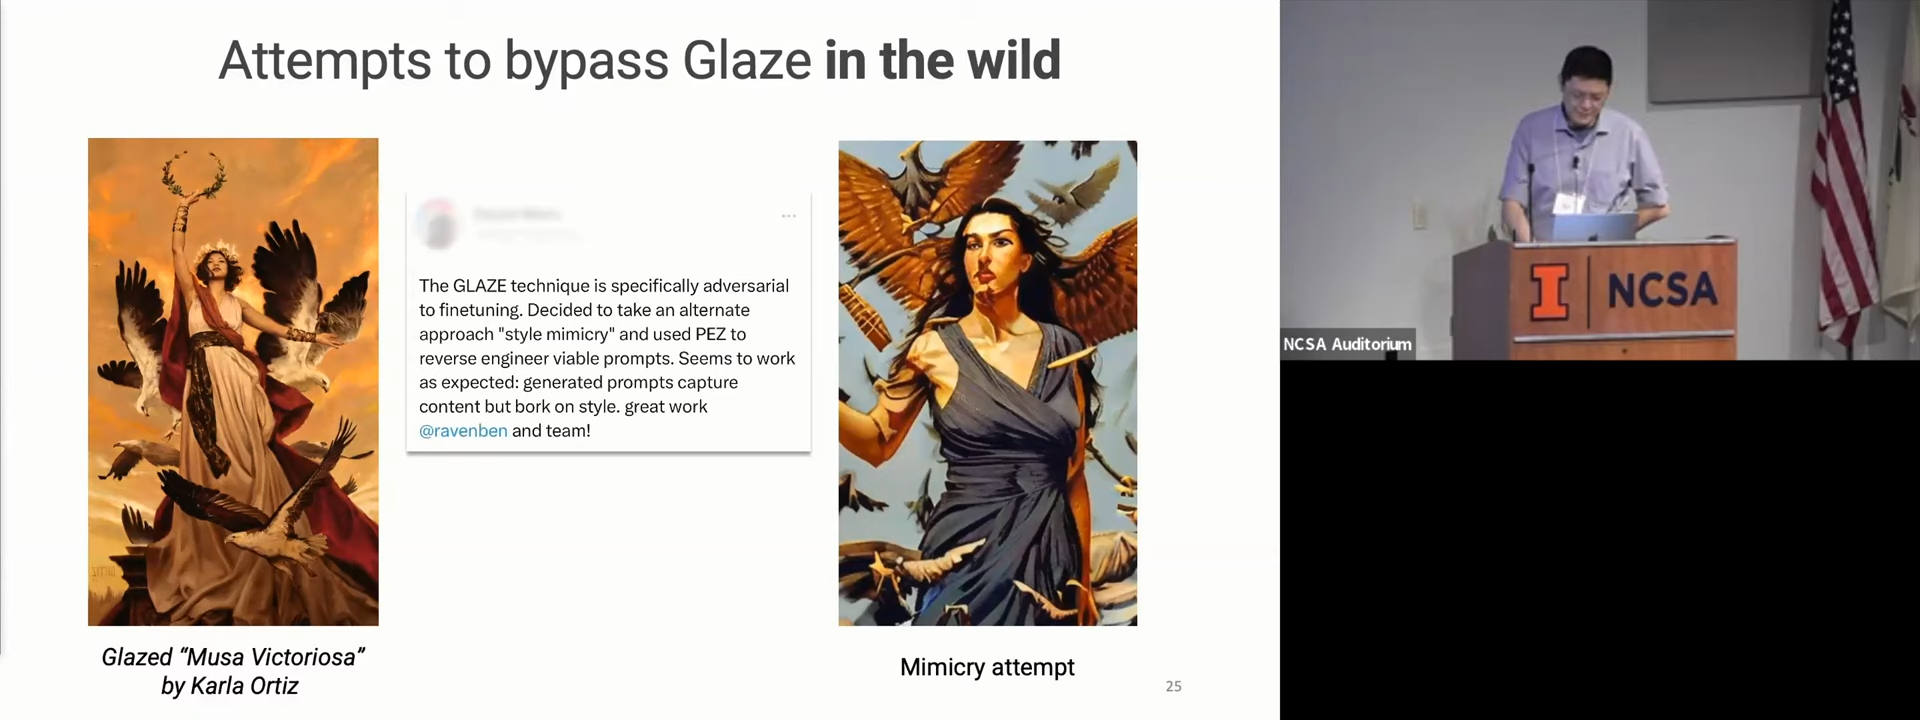 Attempts to bypass Glaze in the wild
The GLAZE technique is specifically adversarial
to finetuning. Decided to take an alternate
approach "style mimicry" and used PEZ to
reverse engineer viable prompts. Seems to work
as expected: generated prompts capture
content but bork on style. great work
@ravenben and team!
Glazed “Musa Victoriosa”
by Karla Ortiz
Mimicry attempt
25
I NCSA
NCSA Auditorium